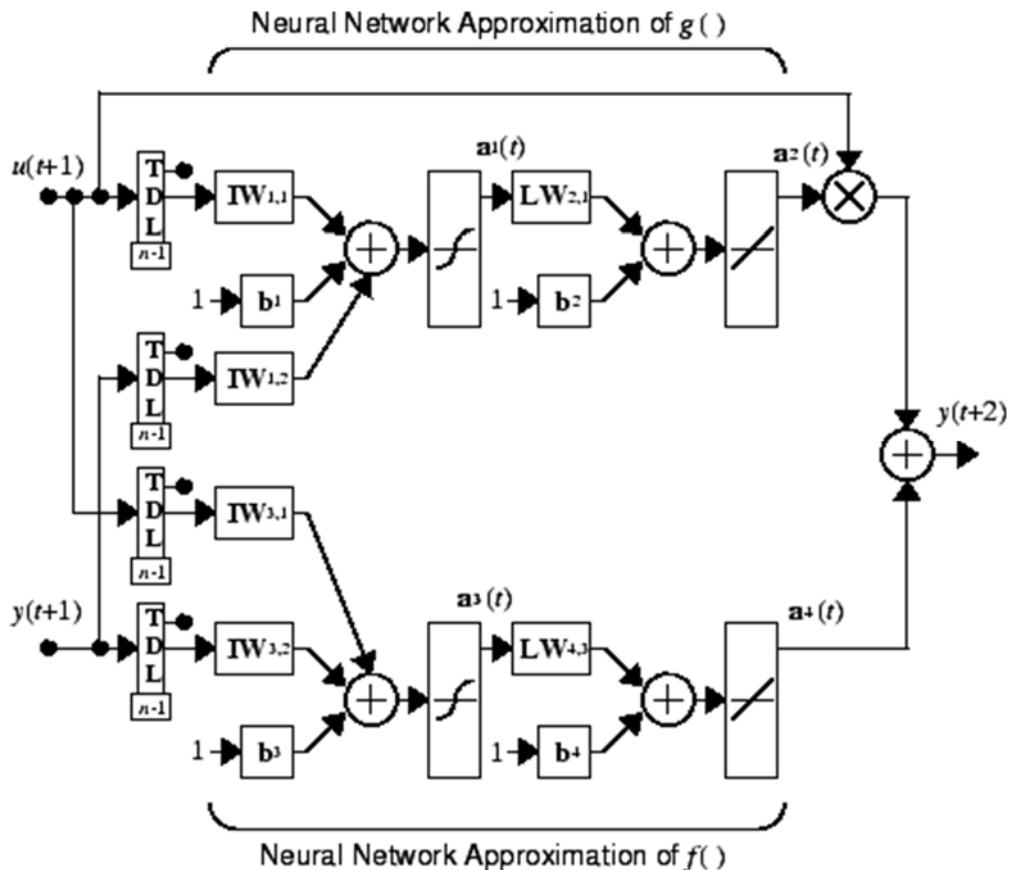 Neural Network Approximation of g ( )
u(t+1)
T
D
L
n-1
IW1,1
1
b1
a1(t)
LW2,1
1
b2
a2 (t)
T
D
L
n-1
IW1,2
y(t+2)
T
D
L
n-1
IW3,1
y(t+1)
T
D
L
n-1
IW3,2
1
b3
a3 (t)
LW4,3
1
b4
a4 (t)
Neural Network Approximation of f( )